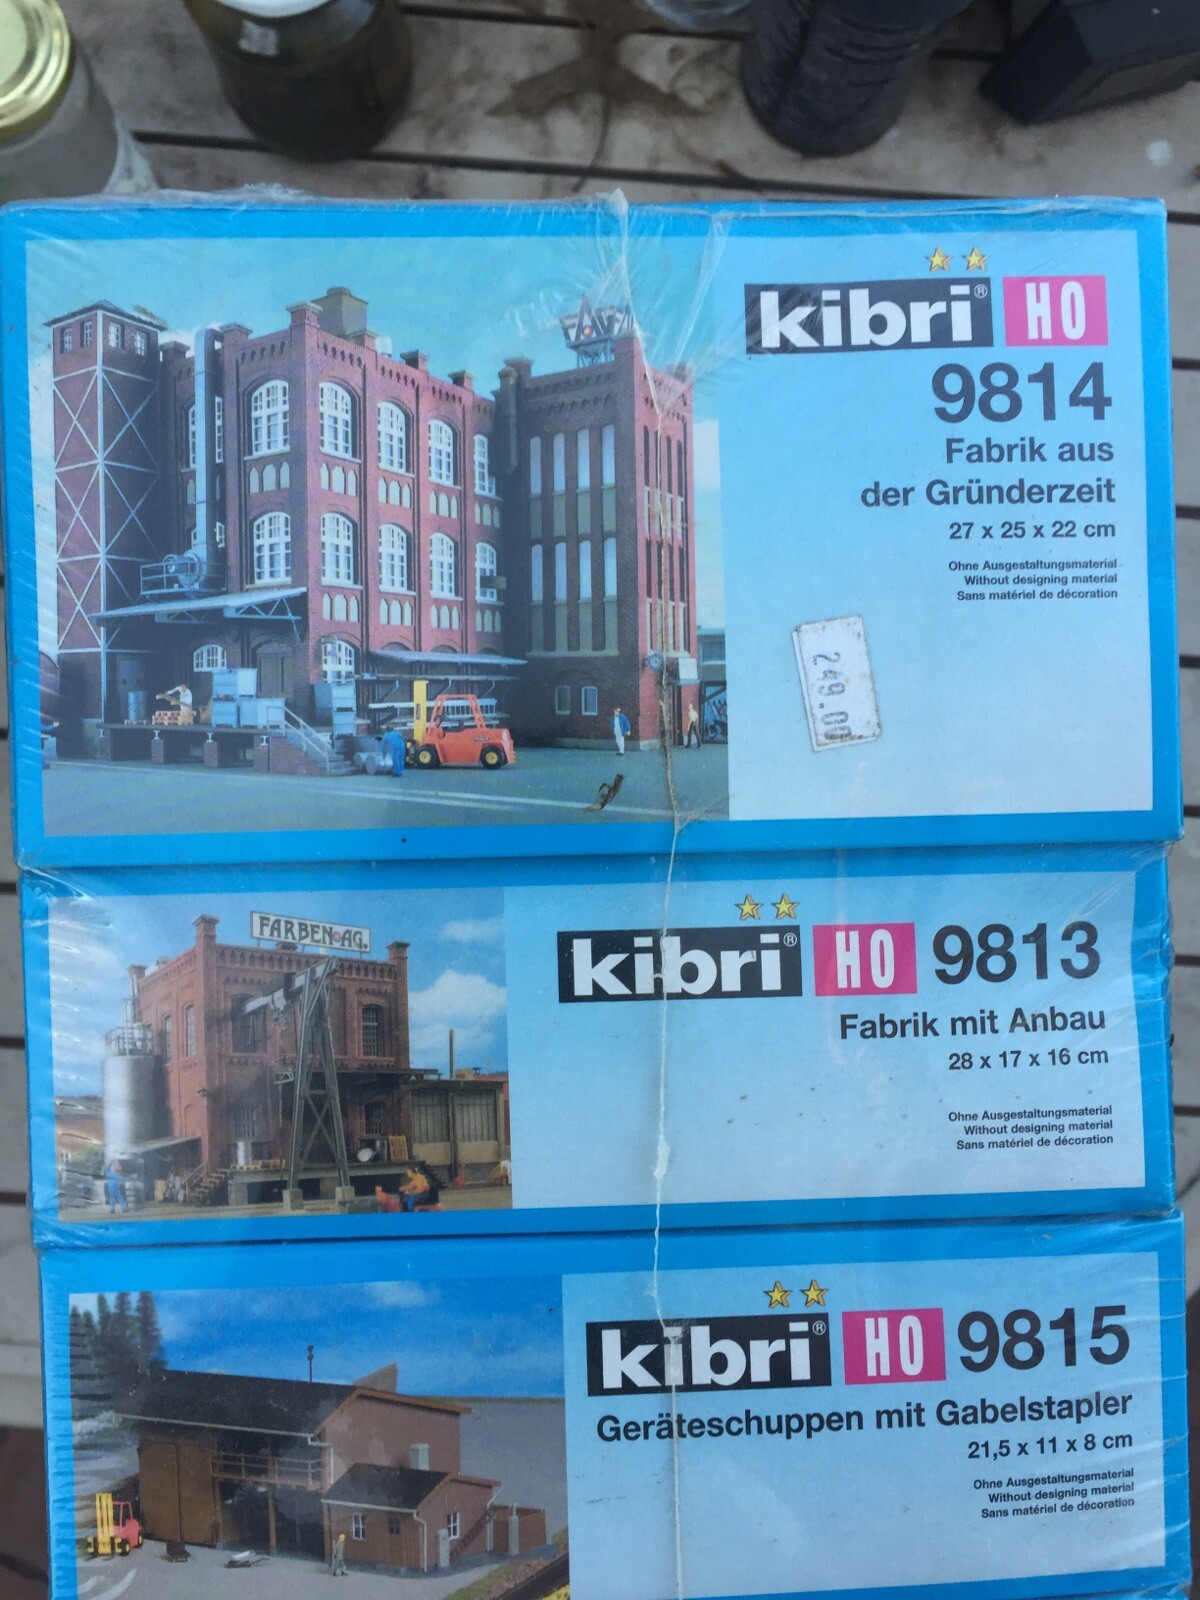 kibri® H0
9814
Fabrik aus
der Gründerzeit
27 x 25 x 22 cm
Ohne Ausgestaltungsmaterial
Without designing material
Sans matériel de décoration
249.00
FARBEN AG.
kibri® H0 9813
Fabrik mit Anbau
28 x 17 x 16 cm
Ohne Ausgestaltungsmaterial
Without designing material
Sans matériel de décoration
kibri® H0 9815
Geräteschuppen mit Gabelstapler
21,5 x 11 x 8 cm
Ohne Ausgestaltungsmaterial
Without designing material
Sans matériel de décoration